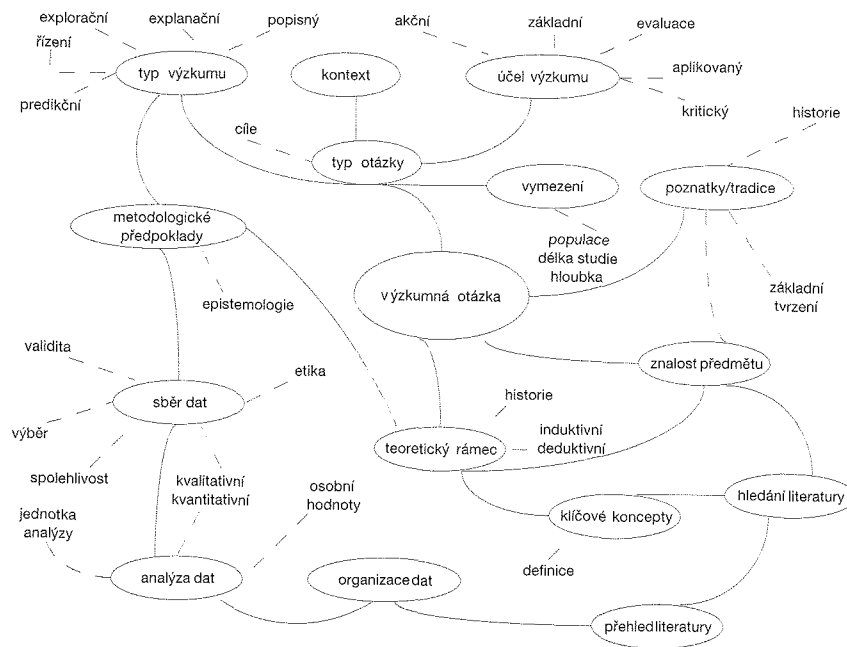 explorační
explanační
popisný
řízení
typ výzkumu
predikční
kontext
akční
základní
evaluace
účel výzkumu
aplikovaný
kritický
historie
cíle
typ otázky
vymezení
poznatky/tradice
metodologické
předpoklady
populace
délka studie
hloubka
základní
tvrzení
epistemologie
výzkumná otázka
validita
etika
znalost předmětu
sběr dat
výběr
historie
induktivní
deduktivní
teoretický rámec
spolehlivost
kvalitativní
kvantitativní
osobní
hodnoty
jednotka
analýzy
klíčové koncepty
hledání literatury
analýza dat
organizace dat
definice
přehled literatury